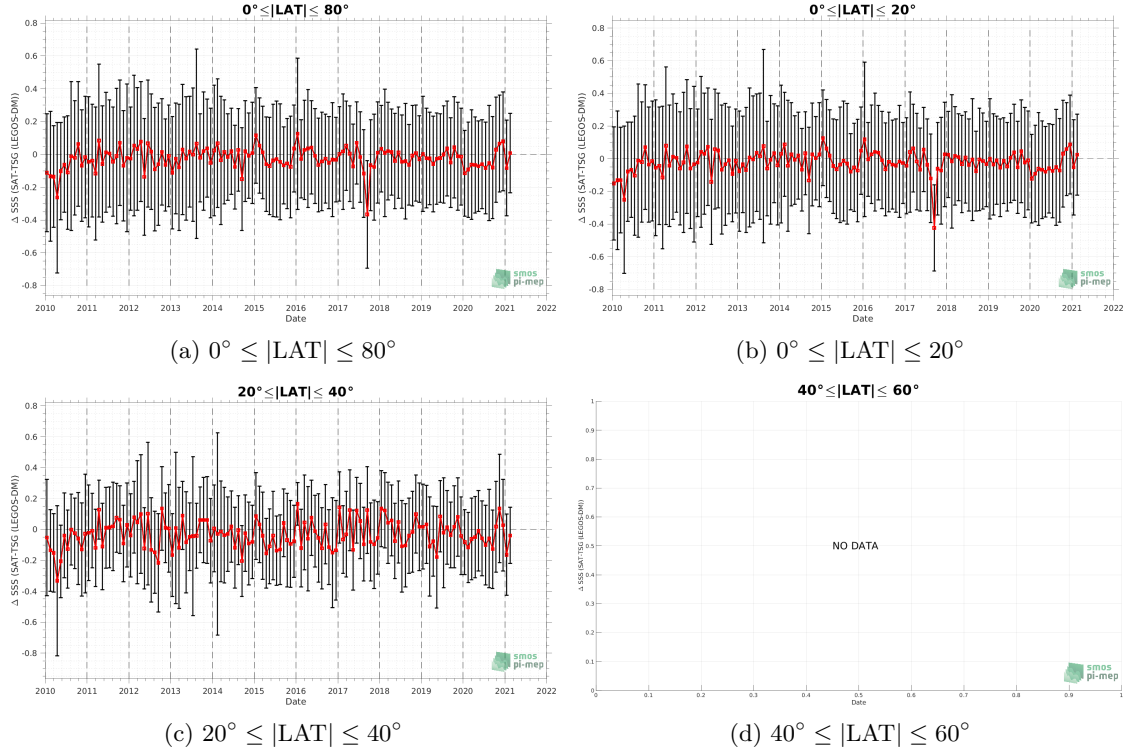 0°≤|LAT|≤ 80°
Δ SSS (SAT-TSG (LEGOS-DM))
0.8
0.6
0.4
0.2
0
-0.2
-0.4
-0.6
-0.8
2010 2011 2012 2013 2014 2015 2016 2017 2018 2019 2020 2021 2022
Date
smos
pi-mep
(a) 0° ≤ |LAT| ≤ 80°
0°≤|LAT|≤ 20°
Δ SSS (SAT-TSG (LEGOS-DM))
0.8
0.6
0.4
0.2
0
-0.2
-0.4
-0.6
-0.8
2010 2011 2012 2013 2014 2015 2016 2017 2018 2019 2020 2021 2022
Date
smos
pi-mep
(b) 0° ≤ |LAT| ≤ 20°
20°≤|LAT|≤ 40°
Δ SSS (SAT-TSG (LEGOS-DM))
0.8
0.6
0.4
0.2
0
-0.2
-0.4
-0.6
-0.8
2010 2011 2012 2013 2014 2015 2016 2017 2018 2019 2020 2021 2022
Date
smos
pi-mep
(c) 20° ≤ |LAT| ≤ 40°
40°≤|LAT|≤ 60°
Δ SSS (SAT-TSG (LEGOS-DM))
1
0.9
0.8
0.7
0.6
0.5
0.4
0.3
0.2
0.1
0
NO DATA
0 0.1 0.2 0.3 0.4 0.5 0.6 0.7 0.8 0.9 1
Date
smos
pi-mep
(d) 40° ≤ |LAT| ≤ 60°